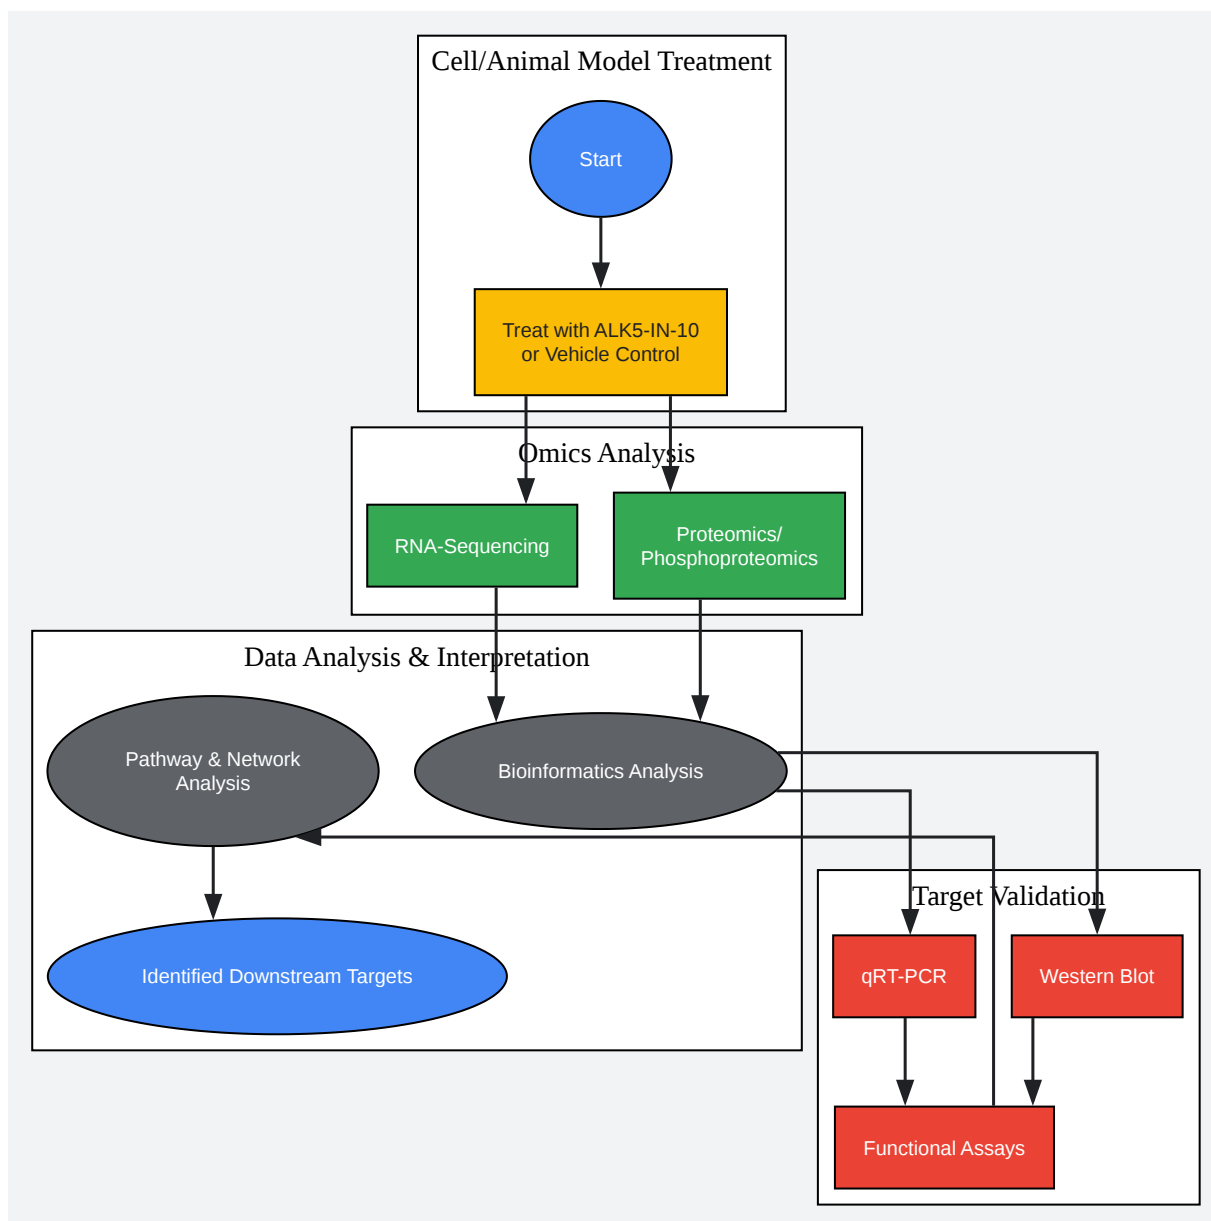 Cell/Animal Model Treatment
Start
Treat with ALK5-IN-10
or Vehicle Control
Omics Analysis
RNA-Sequencing
Proteomics/
Phosphoproteomics
Data Analysis & Interpretation
Pathway & Network
Analysis
Bioinformatics Analysis
Identified Downstream Targets
Target Validation
qRT-PCR
Western Blot
Functional Assays